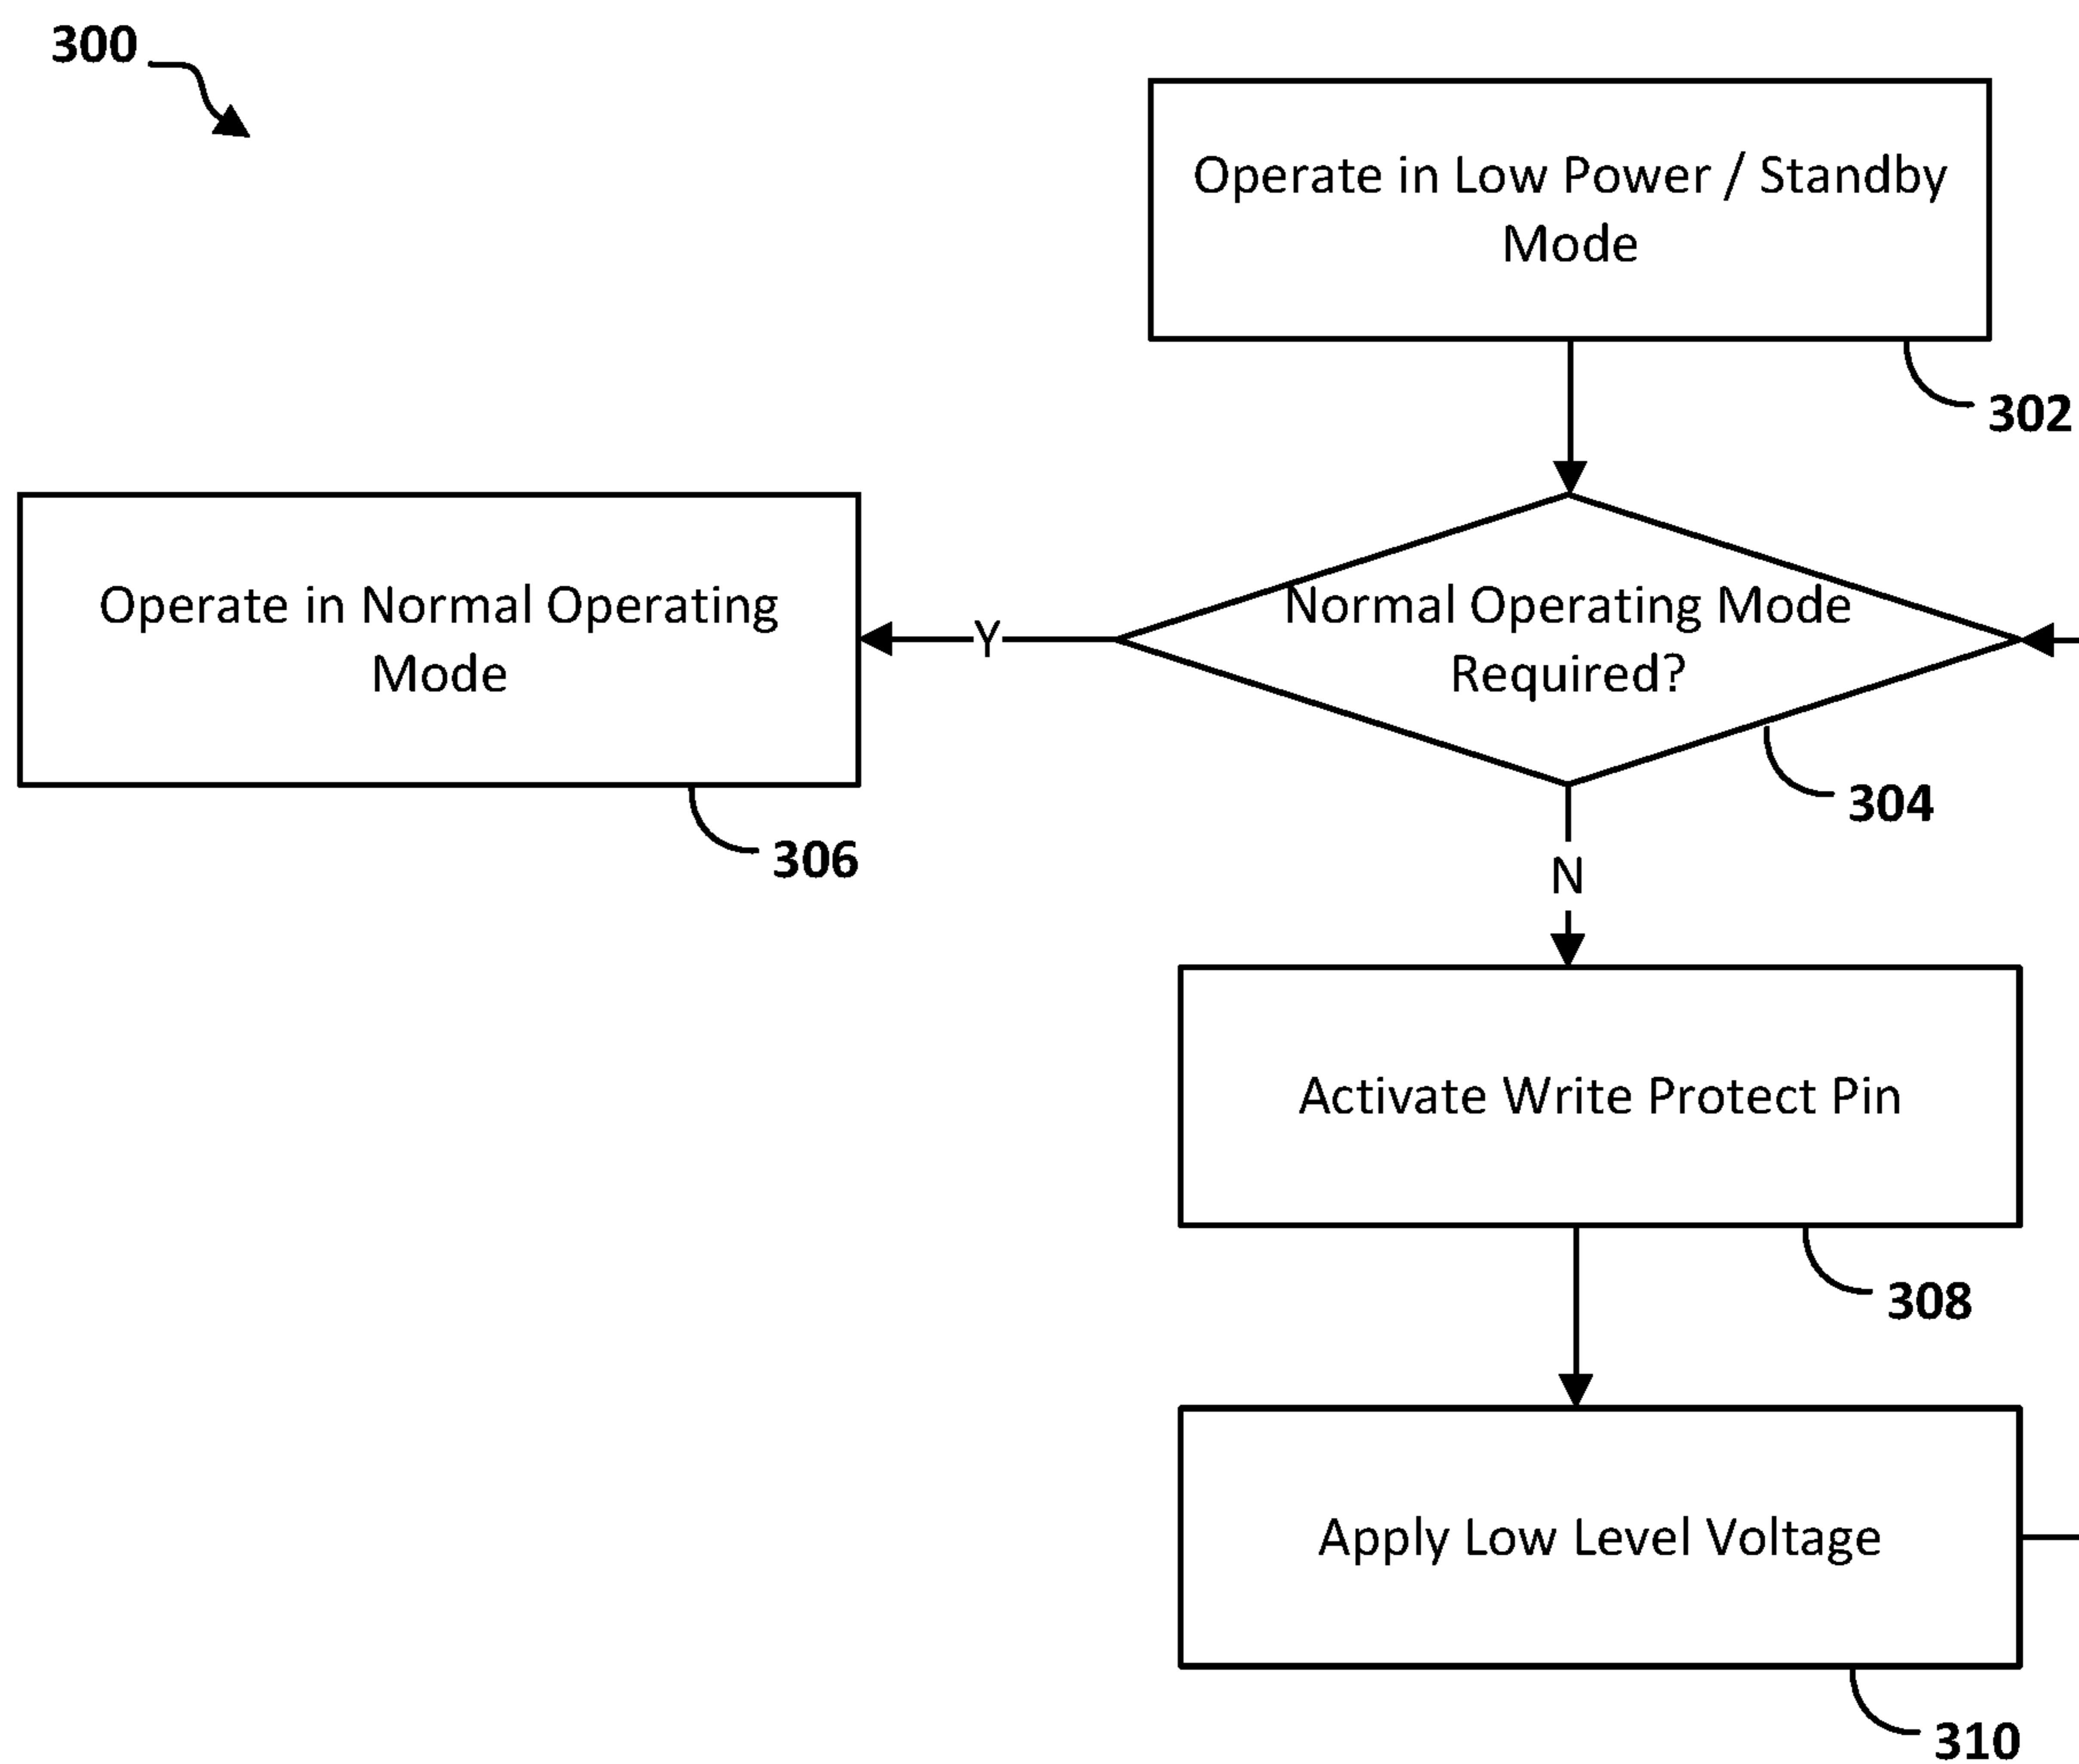 300
Operate in Low Power / Standby
Mode
302
Normal Operating Mode
Required?
304
Y
Operate in Normal Operating
Mode
306
N
Activate Write Protect Pin
308
Apply Low Level Voltage
310